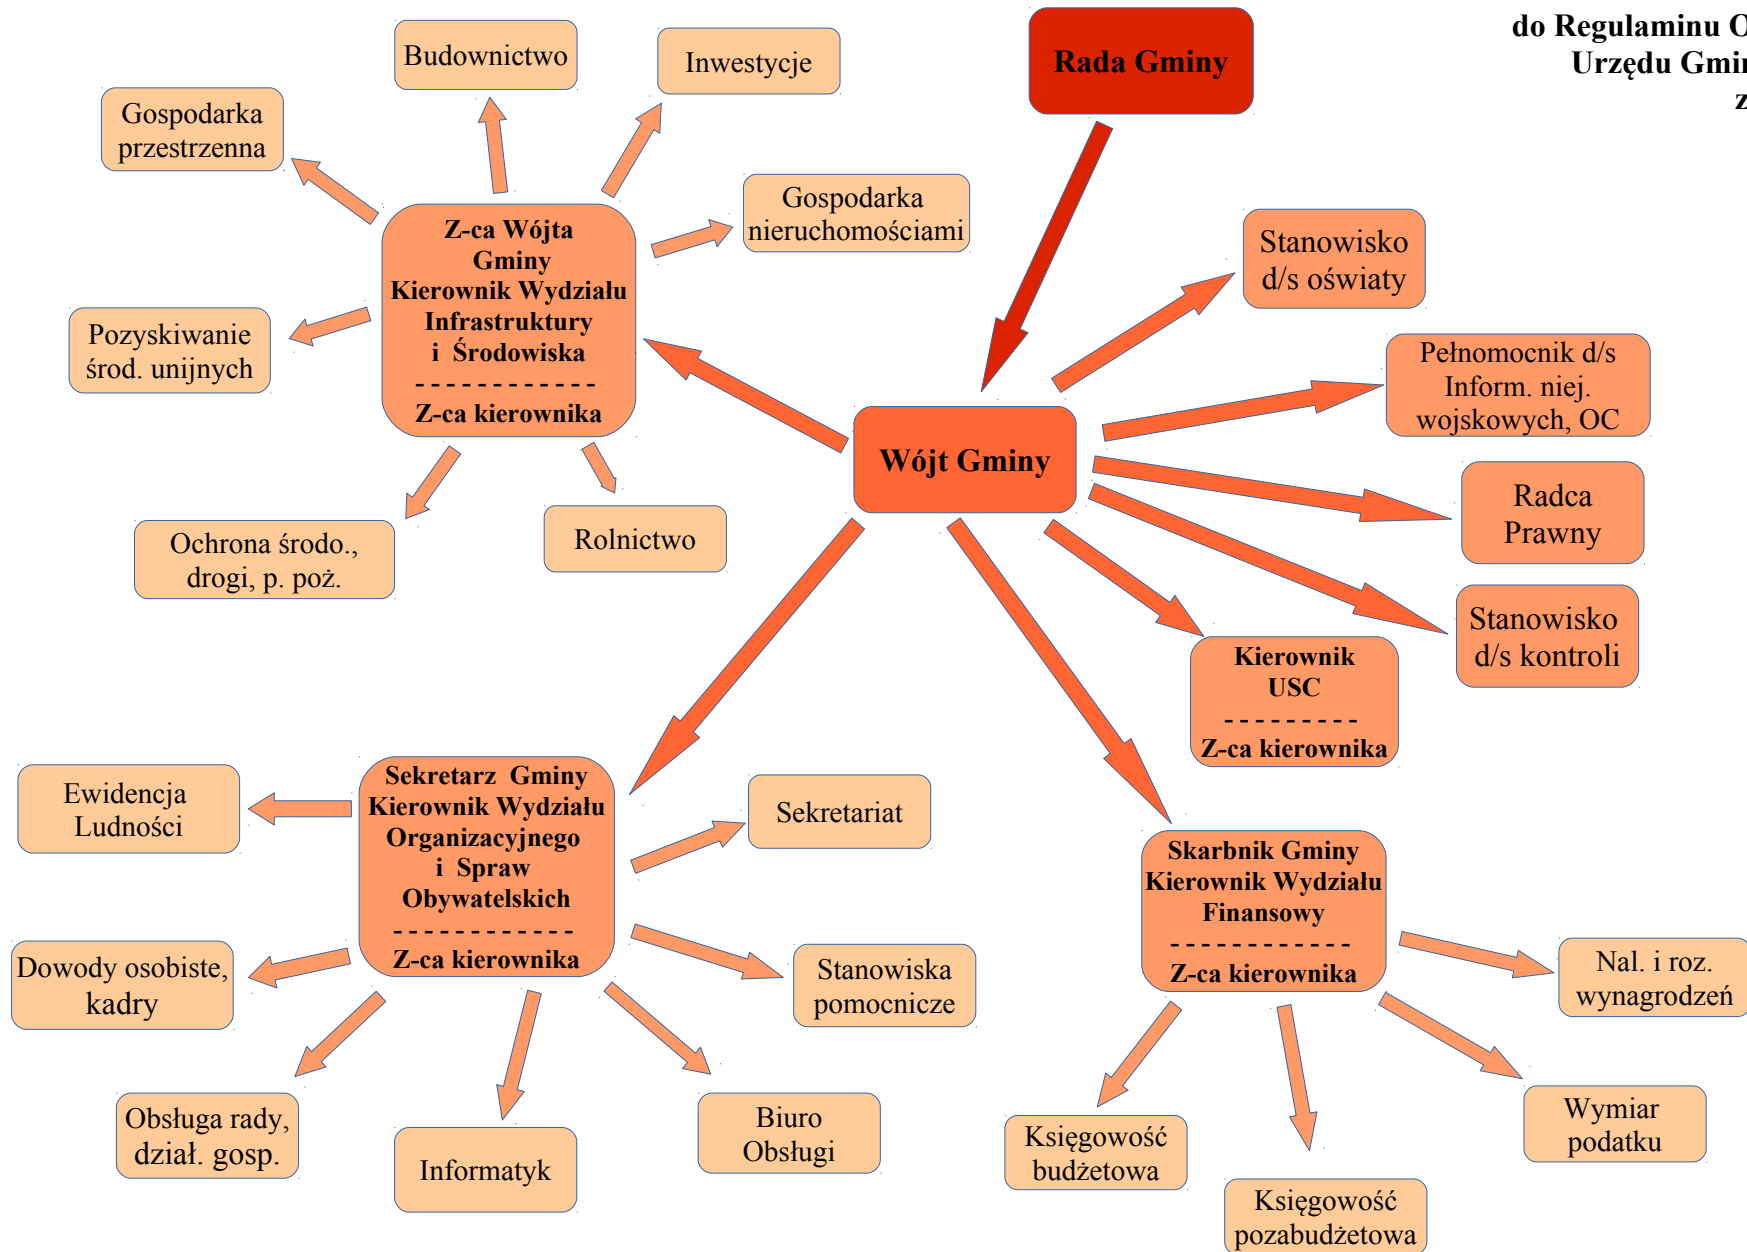 do Regulaminu O
Urzędu Gmin
z
Rada Gminy
Budownictwo
Inwestycje
Gospodarka
przestrzenna
Gospodarka
nieruchomościami
Z-ca Wójta
Gminy
Kierownik Wydziału
Infrastruktury
i Środowiska
- - - - - - - - - - - -
Z-ca kierownika
Pozyskiwanie
środ. unijnych
Ochrona środo.,
drogi, p. poż.
Rolnictwo
Wójt Gminy
Stanowisko
d/s oświaty
Pełnomocnik d/s
Inform. niej.
wojskowych, OC
Radca
Prawny
Stanowisko
d/s kontroli
Kierownik
USC
- - - - - - - - -
Z-ca kierownika
Sekretarz Gminy
Kierownik Wydziału
Organizacyjnego
i Spraw
Obywatelskich
- - - - - - - - - - - -
Z-ca kierownika
Ewidencja
Ludności
Sekretariat
Dowody osobiste,
kadry
Stanowiska
pomocnicze
Obsługa rady,
dział. gosp.
Informatyk
Biuro
Obsługi
Skarbnik Gminy
Kierownik Wydziału
Finansowy
- - - - - - - - - - - -
Z-ca kierownika
Nal. i roz.
wynagrodzeń
Wymiar
podatku
Księgowość
budżetowa
Księgowość
pozabudżetowa